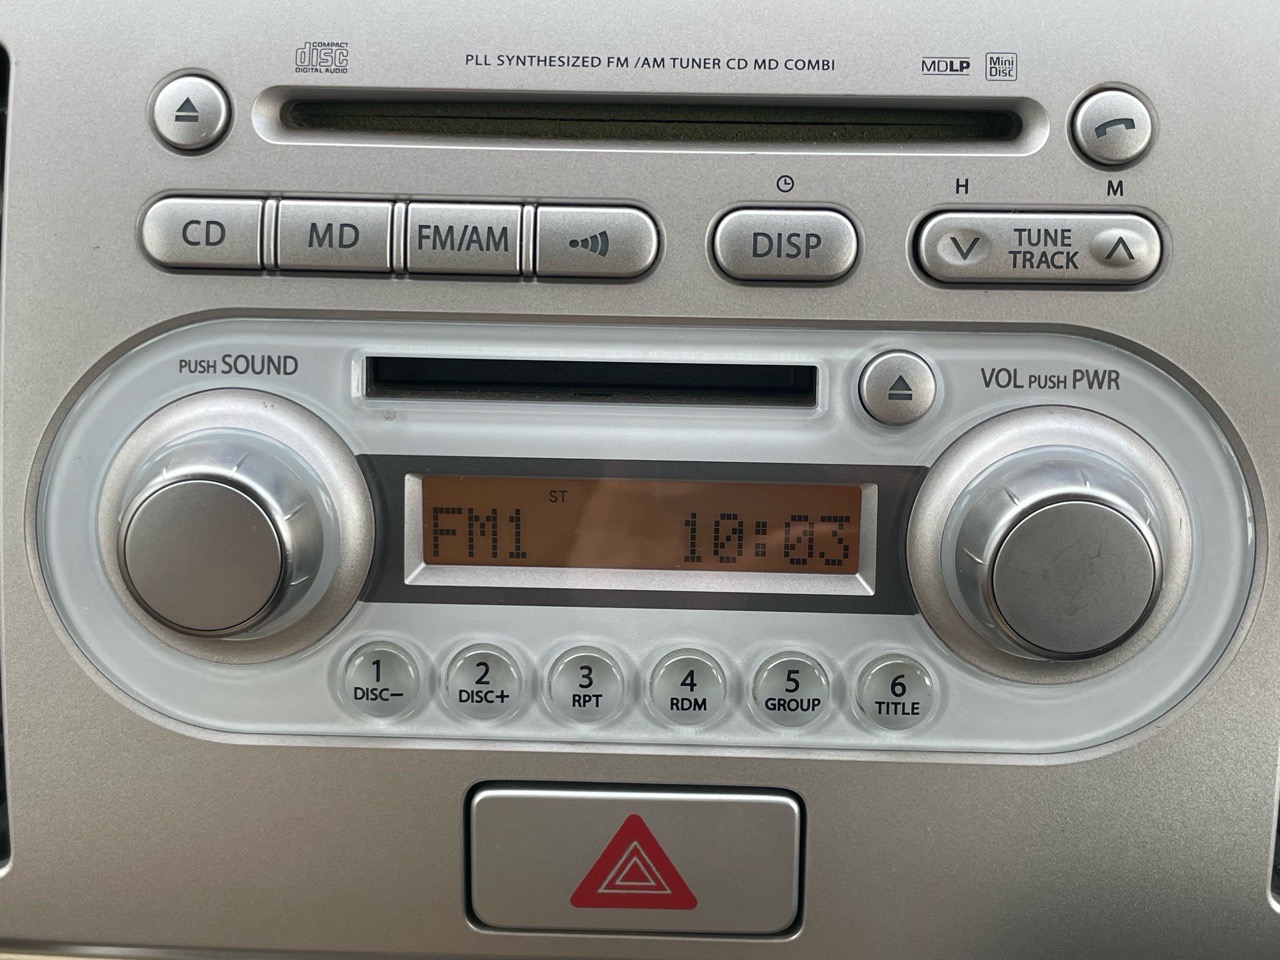 COMPACT
disc
DIGITAL AUDIO
PLL SYNTHESIZED FM /AM TUNER CD MD COMBI
MDLP
Mini
Disc
H
M
CD
MD
FM/AM
DISP
TUNE
TRACK
PUSH SOUND
VOL PUSH PWR
ST
FM1
10:03
1
DISC−
2
DISC+
3
RPT
4
RDM
5
GROUP
6
TITLE